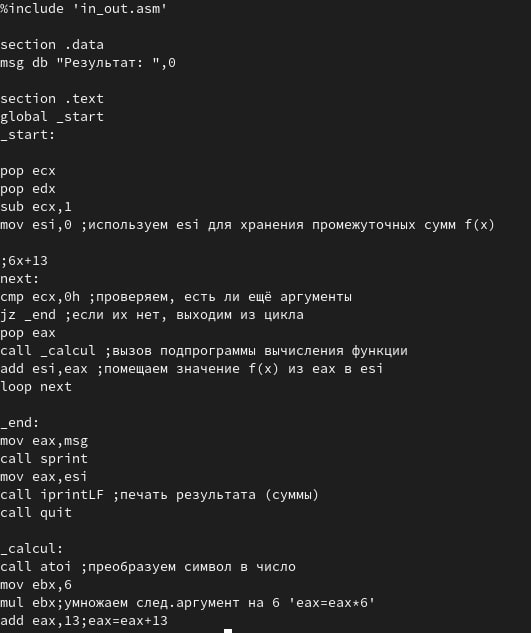 %include 'in_out.asm'
section .data
msg db "Результат: ",0
section .text
global _start
_start:
pop ecx
pop edx
sub ecx,1
mov esi,0 ;используем esi для хранения промежуточных сумм f(x)
;6x+13
next:
cmp ecx,0h ;проверяем, есть ли ещё аргументы
jz _end ;если их нет, выходим из цикла
pop eax
call _calcul ;вызов подпрограммы вычисления функции
add esi,eax ;помещаем значение f(x) из eax в esi
loop next
_end:
mov eax,msg
call sprint
mov eax,esi
call iprintLF ;печать результата (суммы)
call quit
_calcul:
call atoi ;преобразуем символ в число
mov ebx,6
mul ebx;умножаем след.аргумент на 6 'eax=eax*6'
add eax,13;eax=eax+13